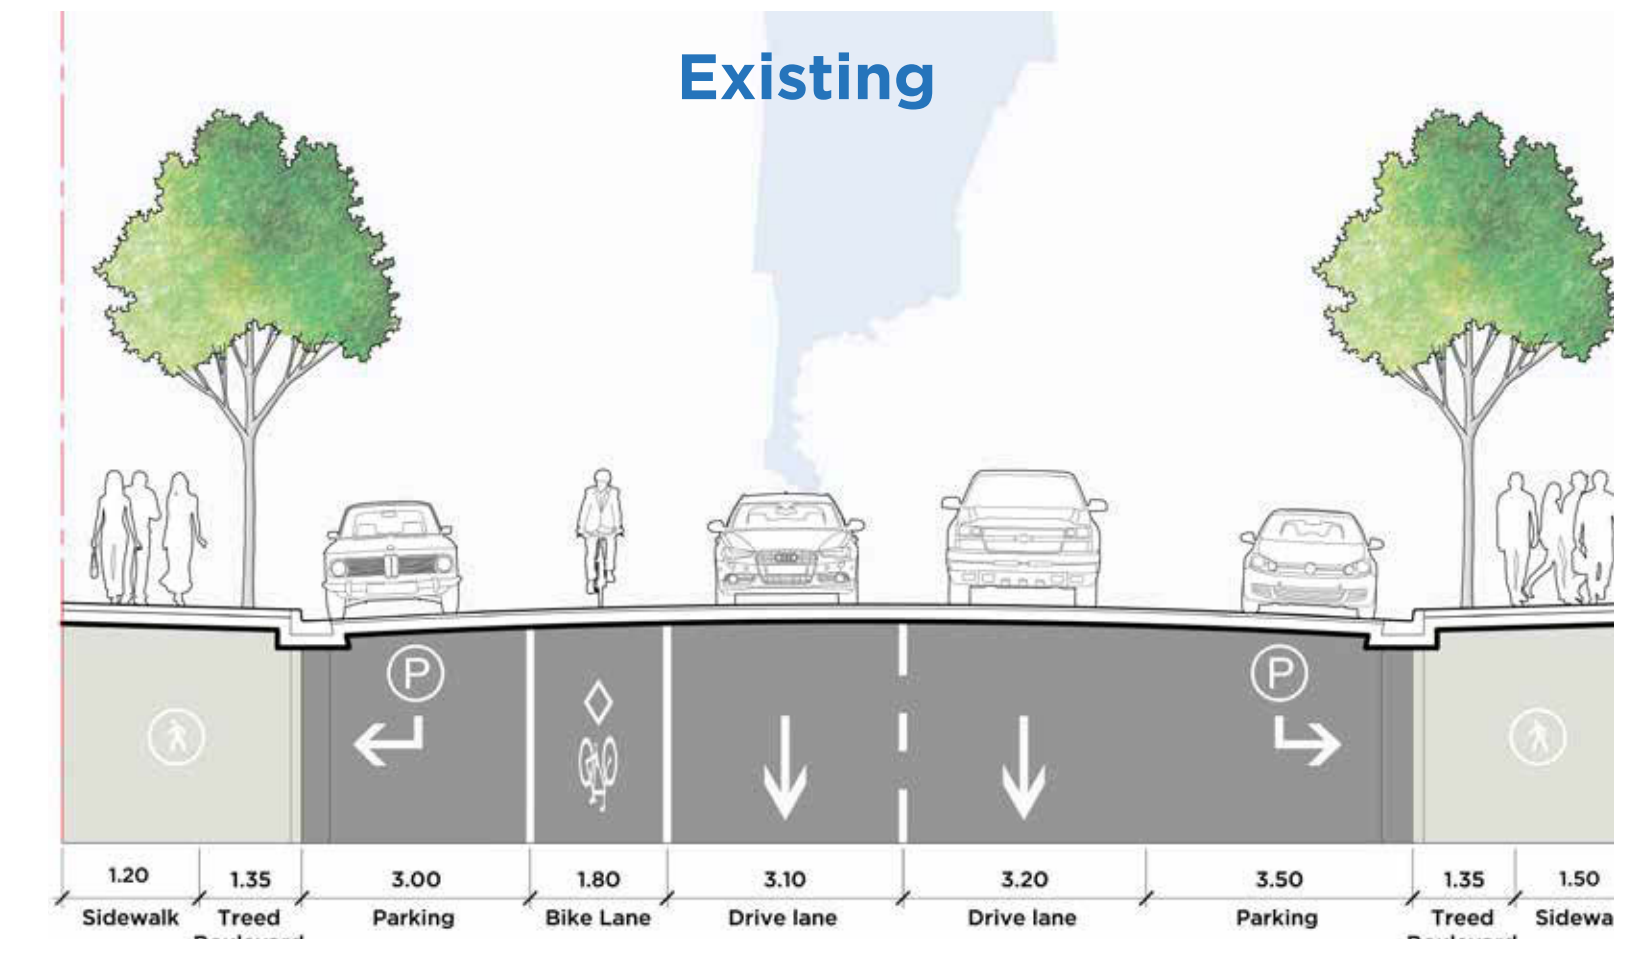 Existing
P
P
1.20 1.35 3.00 1.80 3.10 3.20 3.50 1.35 1.50
Sidewalk Treed Parking Bike Lane Drive lane Drive lane Parking Treed Sidewa